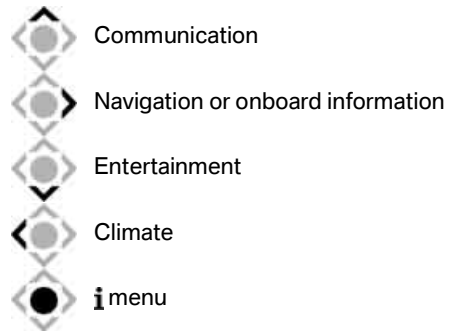 Communication
Navigation or onboard information
Entertainment
Climate
i menu